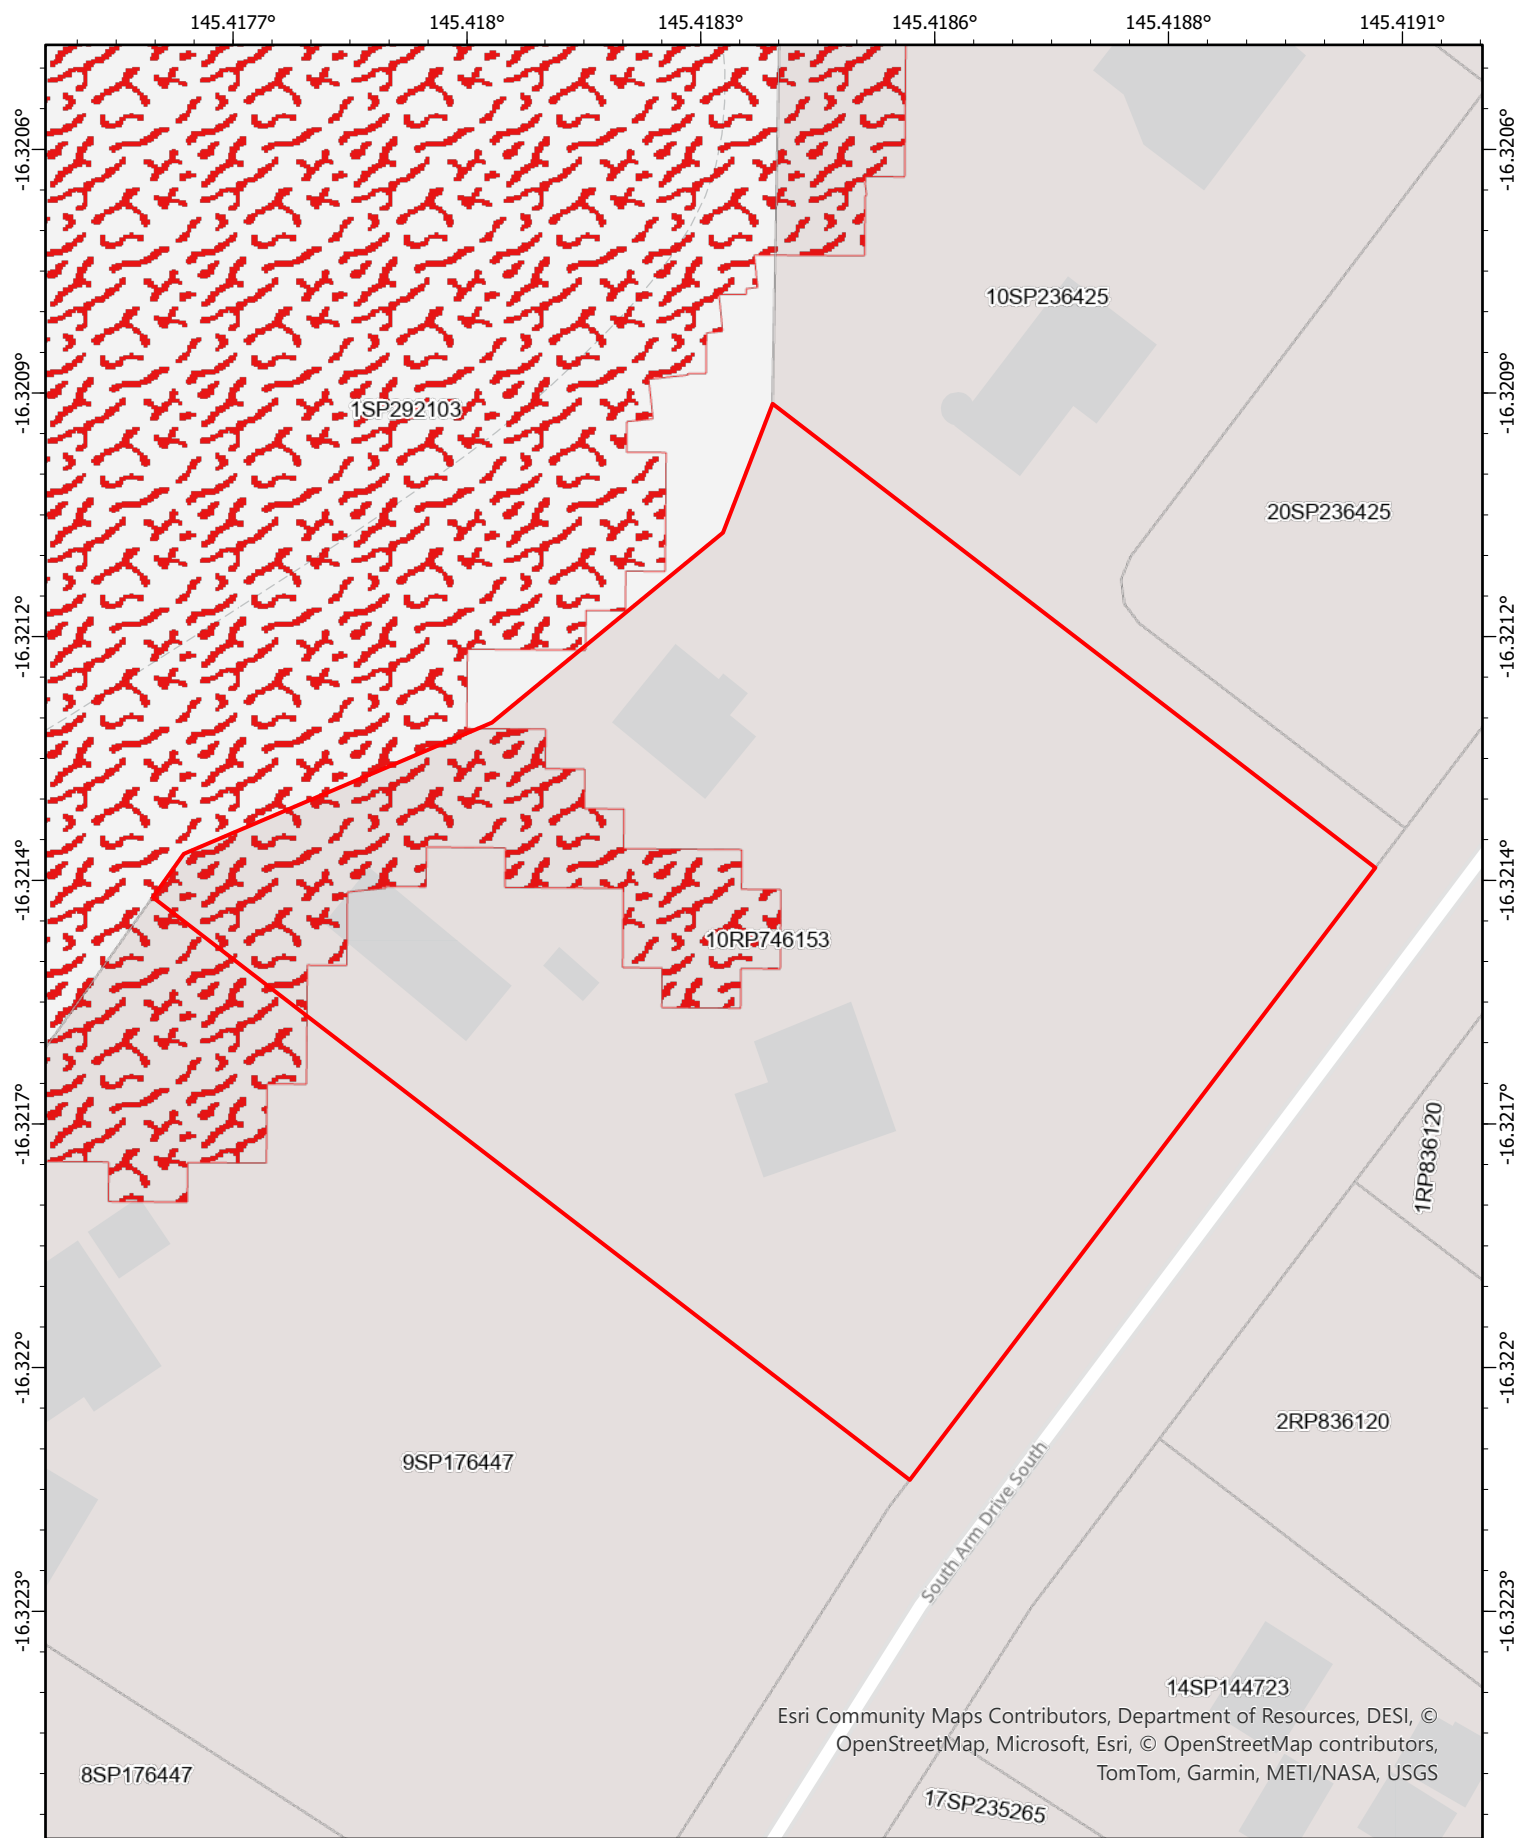 145.4177° 145.418° 145.4183° 145.4186° 145.4188° 145.4191°
-16.3206° -16.3206°
10SP236425
-16.3209° -16.3209°
1SP292103
20SP236425
-16.3212° -16.3212°
-16.3214° -16.3214°
10RP746153
-16.3217° -16.3217°
1RP836120
-16.322° -16.322°
2RP836120
9SP176447
South Arm Drive South
-16.3223° -16.3223°
14SP144723
Esri Community Maps Contributors, Department of Resources, DESI, ©
OpenStreetMap, Microsoft, Esri, © OpenStreetMap contributors,
TomTom, Garmin, METI/NASA, USGS
8SP176447
17SP235265